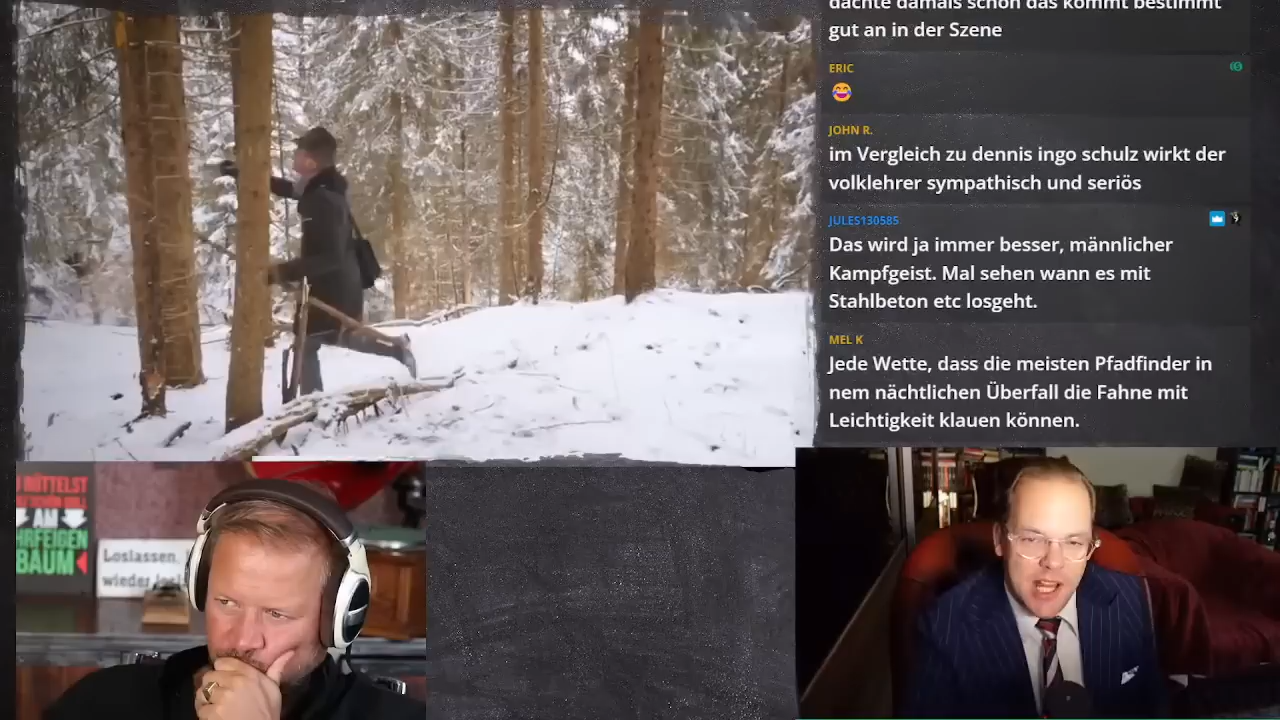 dachte damals schon das kommt bestimmt
gut an in der Szene
ERIC
JOHN R.
im Vergleich zu dennis ingo schulz wirkt der
volklehrer sympathisch und seriös
JULES130585
Das wird ja immer besser, männlicher
Kampfgeist. Mal sehen wann es mit
Stahlbeton etc losgeht.
MEL K
Jede Wette, dass die meisten Pfadfinder in
nem nächtlichen Überfall die Fahne mit
Leichtigkeit klauen können.
RÜTTELST
AM
OHRFEIGEN
BAUM
Loslassen,
wieder